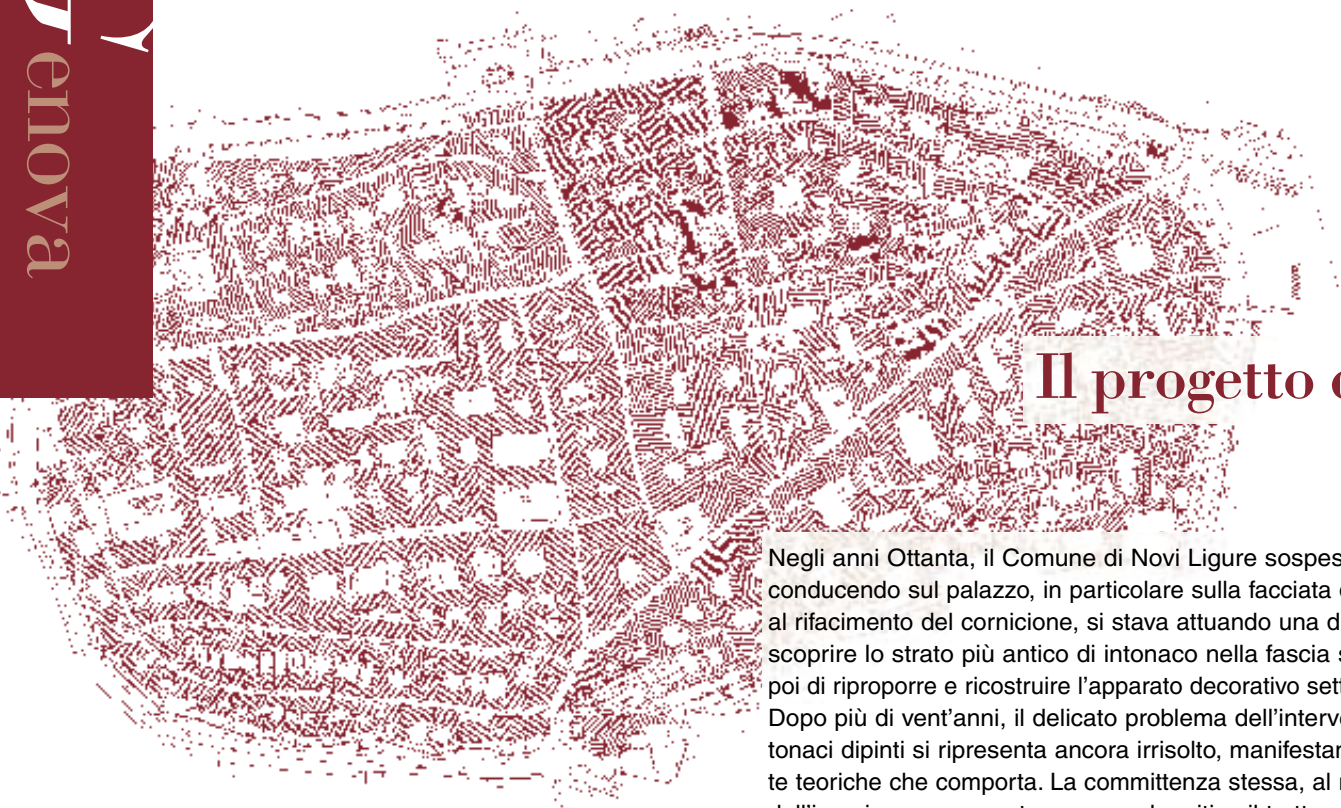 enova
Il progetto
Negli anni Ottanta, il Comune di Novi Ligure sospes
conducendo sul palazzo, in particolare sulla facciata
al rifacimento del cornicione, si stava attuando una d
scoprire lo strato più antico di intonaco nella fascia s
poi di riproporre e ricostruire l'apparato decorativo set
Dopo più di vent'anni, il delicato problema dell'interv
tonaci dipinti si ripresenta ancora irrisolto, manifesta
te teoriche che comporta. La committenza stessa, al